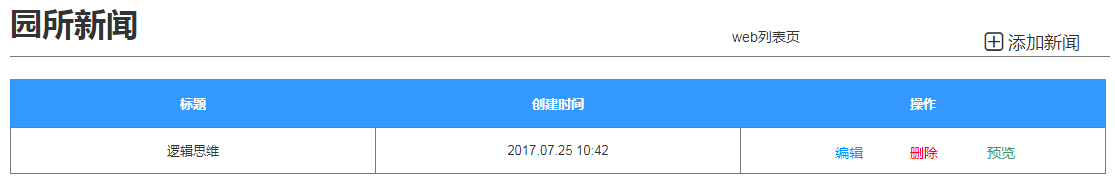 园所新闻
web列表页
添加新闻
标题 创建时间 操作
逻辑思维 2017.07.25 10:42 编辑 删除 预览